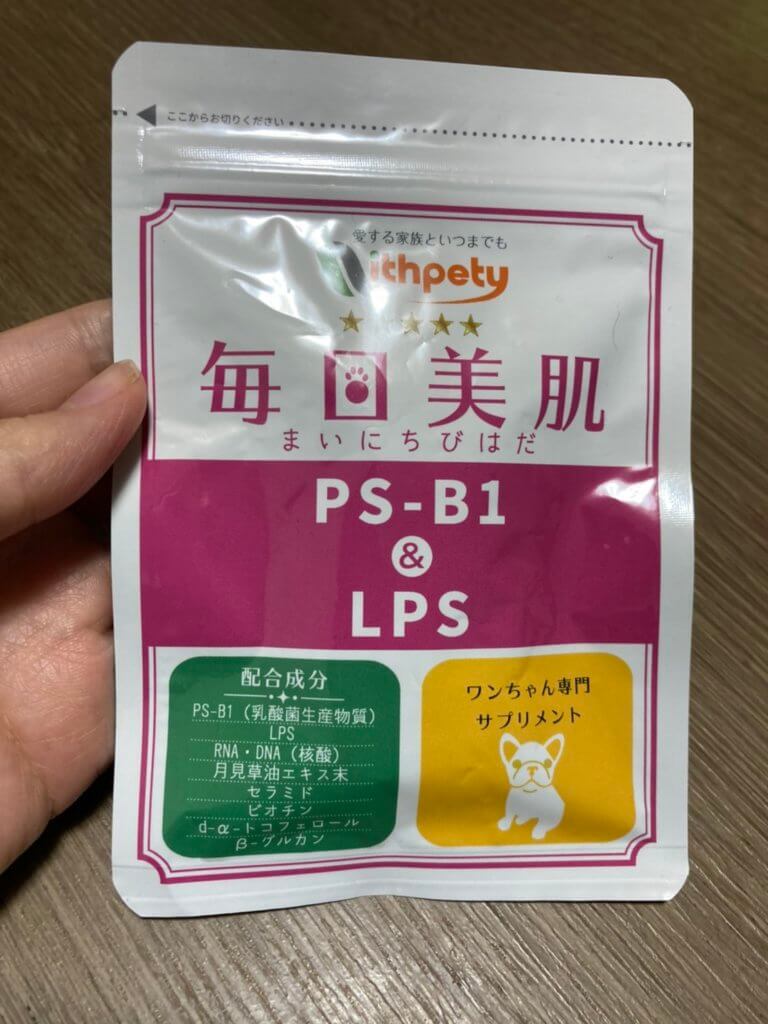 ここからお切りください
愛する家族といつまでも
Withpety
毎日美肌
まいにちびはだ
PS-B1
&
LPS
配合成分
PS-B1（乳酸菌生産物質）
LPS
RNA・DNA（核酸）
月見草油エキス末
セラミド
ビオチン
d-α-トコフェロール
β-グルカン
ワンちゃん専門
サプリメント